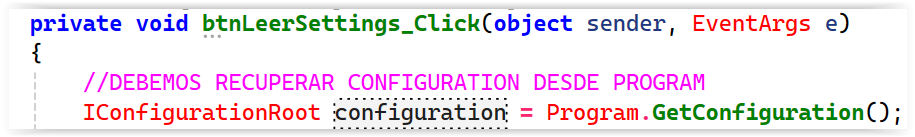 private void btnLeerSettings_Click(object sender, EventArgs e)
{
//DEBEMOS RECUPERAR CONFIGURATION DESDE PROGRAM
IConfigurationRoot configuration = Program.GetConfiguration();